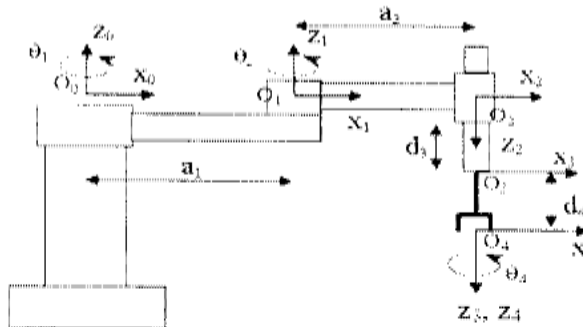 a₂
z₀
z₁
θ₁
θ₂
O₀
x₀
x₂
O₁
x₁
O₂
d₃
z₂
x₃
a₁
O₃
O₄
θ₄
z₃, z₄